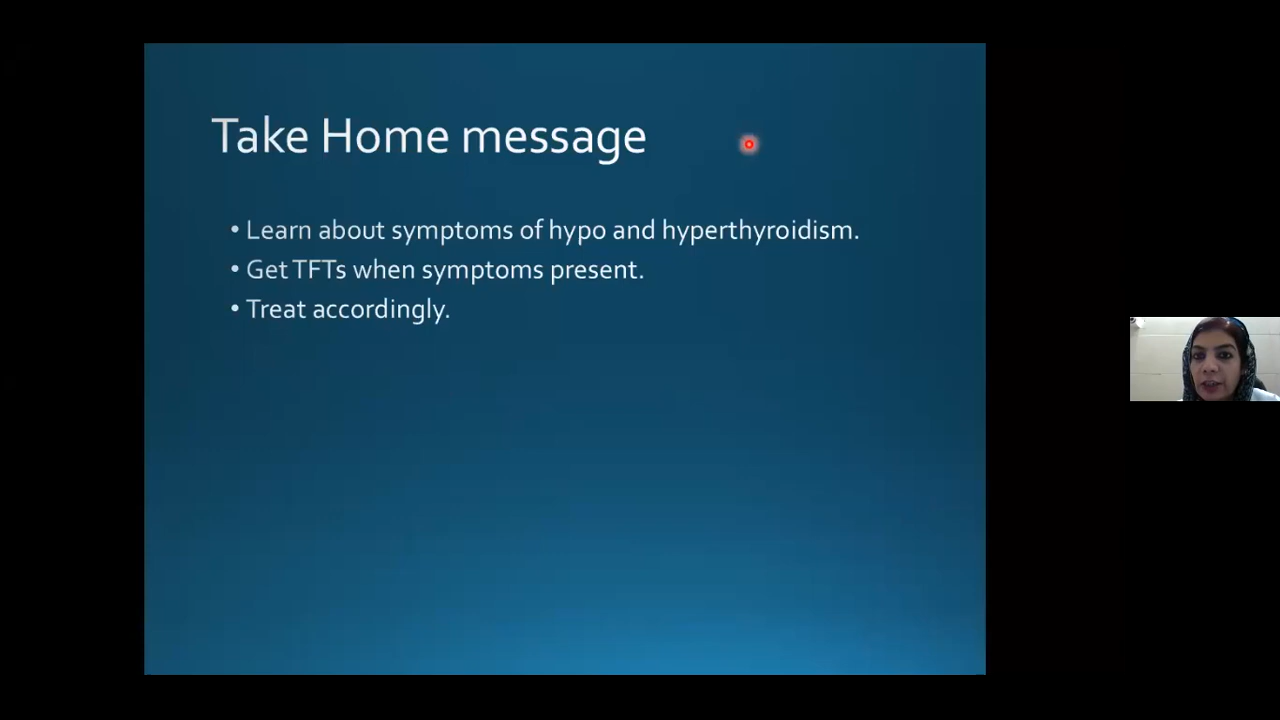 Take Home message
• Learn about symptoms of hypo and hyperthyroidism.
• Get TFTs when symptoms present.
• Treat accordingly.